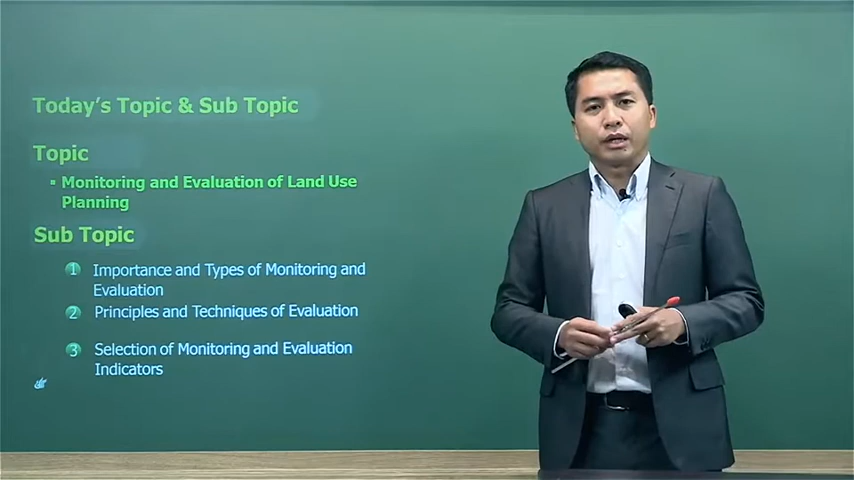 Today's Topic & Sub Topic
Topic
▪ Monitoring and Evaluation of Land Use
Planning
Sub Topic
1 Importance and Types of Monitoring and
Evaluation
2 Principles and Techniques of Evaluation
3 Selection of Monitoring and Evaluation
Indicators